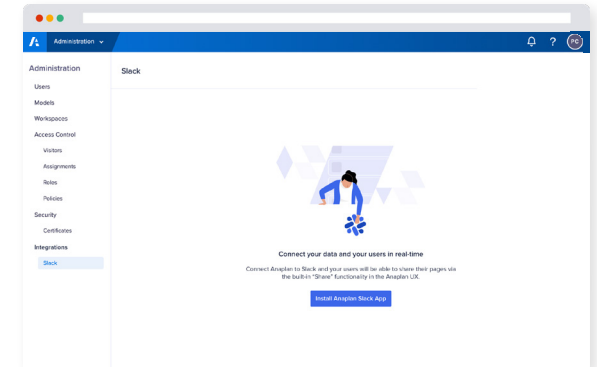 Administration
?
PC
Administration
Users
Models
Workspaces
Access Control
Visitors
Assignments
Roles
Policies
Security
Certificates
Integrations
Slack
Slack
Connect your data and your users in real-time
Connect Anaplan to Slack and your users will be able to share their pages via
the built-in "Share" functionality in the Anaplan UX.
Install Anaplan Slack App